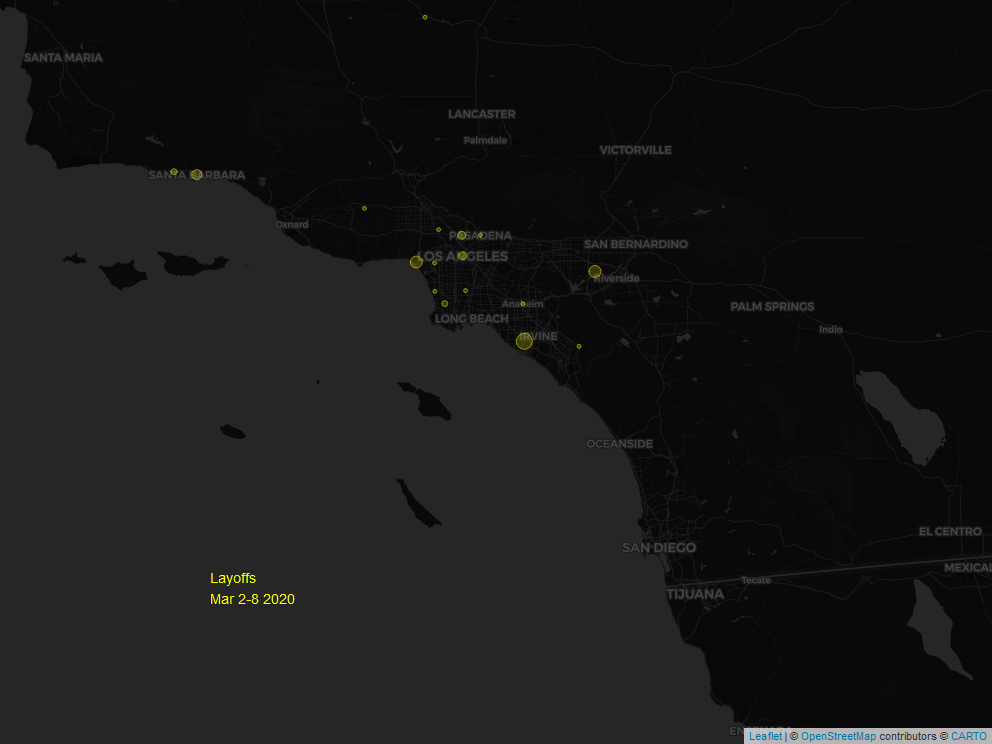 SANTA MARIA
LANCASTER
Palmdale
VICTORVILLE
SANTA BARBARA
Oxnard
PASADENA
SAN BERNARDINO
LOS ANGELES
Riverside
Anaheim
PALM SPRINGS
LONG BEACH
Indio
IRVINE
OCEANSIDE
EL CENTRO
SAN DIEGO
MEXICAL
Layoffs
Tecate
Mar 2-8 2020
TIJUANA
Leaflet | © OpenStreetMap contributors © CARTO